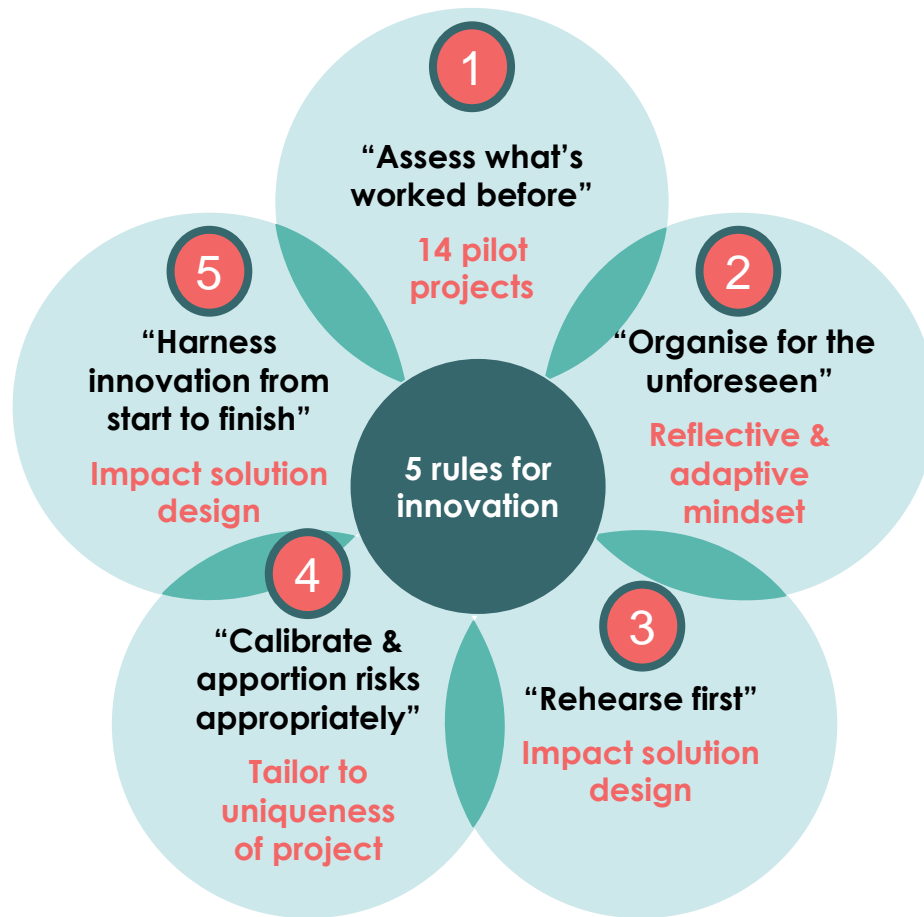 1
“Assess what’s
worked before”
14 pilot
projects
2
“Organise for the
unforeseen”
Reflective &
adaptive
mindset
3
“Rehearse first”
Impact solution
design
4
“Calibrate &
apportion risks
appropriately”
Tailor to
uniqueness
of project
5
“Harness
innovation from
start to finish”
Impact solution
design
5 rules for
innovation